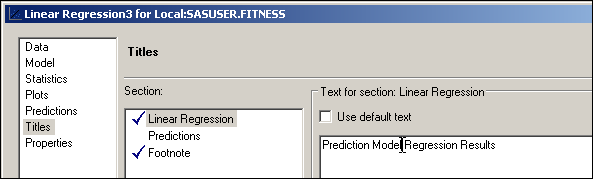 Linear Regression3 for Local:SASUSER.FITNESS
Data
Model
Statistics
Plots
Predictions
Titles
Properties
Titles
Section:
Linear Regression
Predictions
Footnote
Text for section: Linear Regression
Use default text
Prediction Model Regression Results